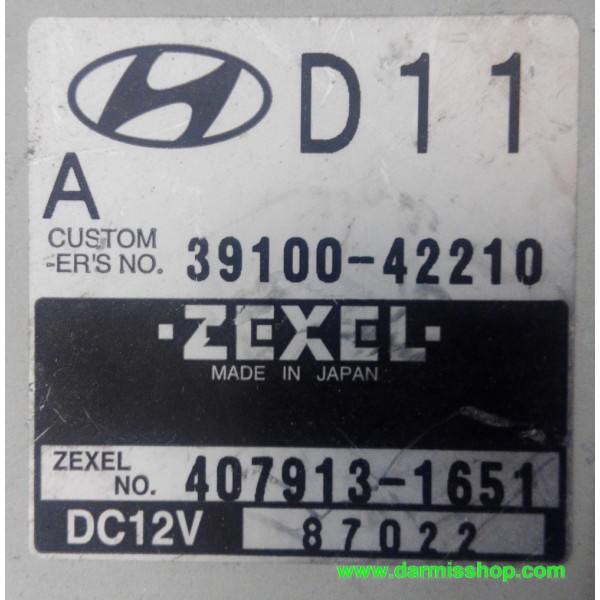 D11
A
CUSTOM
-ER'S NO. 39100-42210
·ZEXEL·
MADE IN JAPAN
ZEXEL
NO. 407913-1651
DC12V 87022
www.darmisshop.com